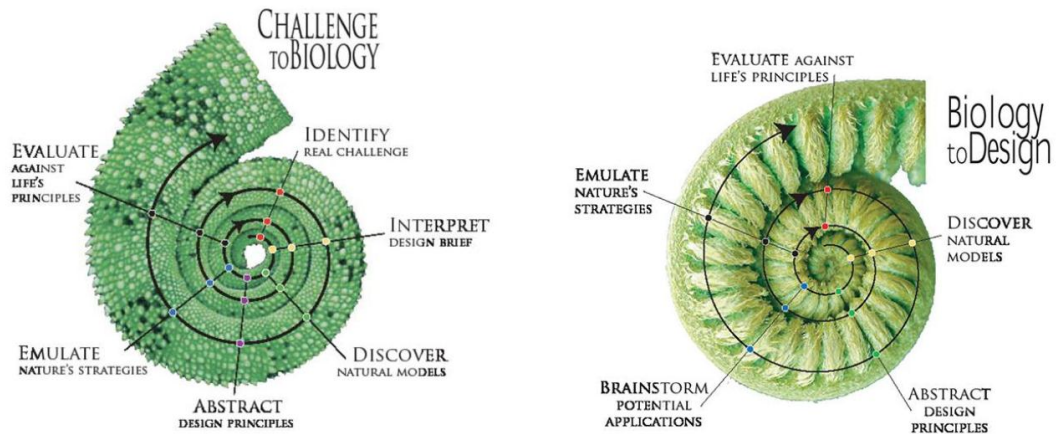 CHALLENGE
TO BIOLOGY
IDENTIFY
REAL CHALLENGE
INTERPRET
DESIGN BRIEF
DISCOVER
NATURAL MODELS
ABSTRACT
DESIGN PRINCIPLES
EMULATE
NATURE'S STRATEGIES
EVALUATE
AGAINST
LIFE'S
PRINCIPLES
Biology
to Design
EVALUATE AGAINST
LIFE'S PRINCIPLES
DISCOVER
NATURAL
MODELS
ABSTRACT
DESIGN
PRINCIPLES
BRAINSTORM
POTENTIAL
APPLICATIONS
EMULATE
NATURE'S
STRATEGIES